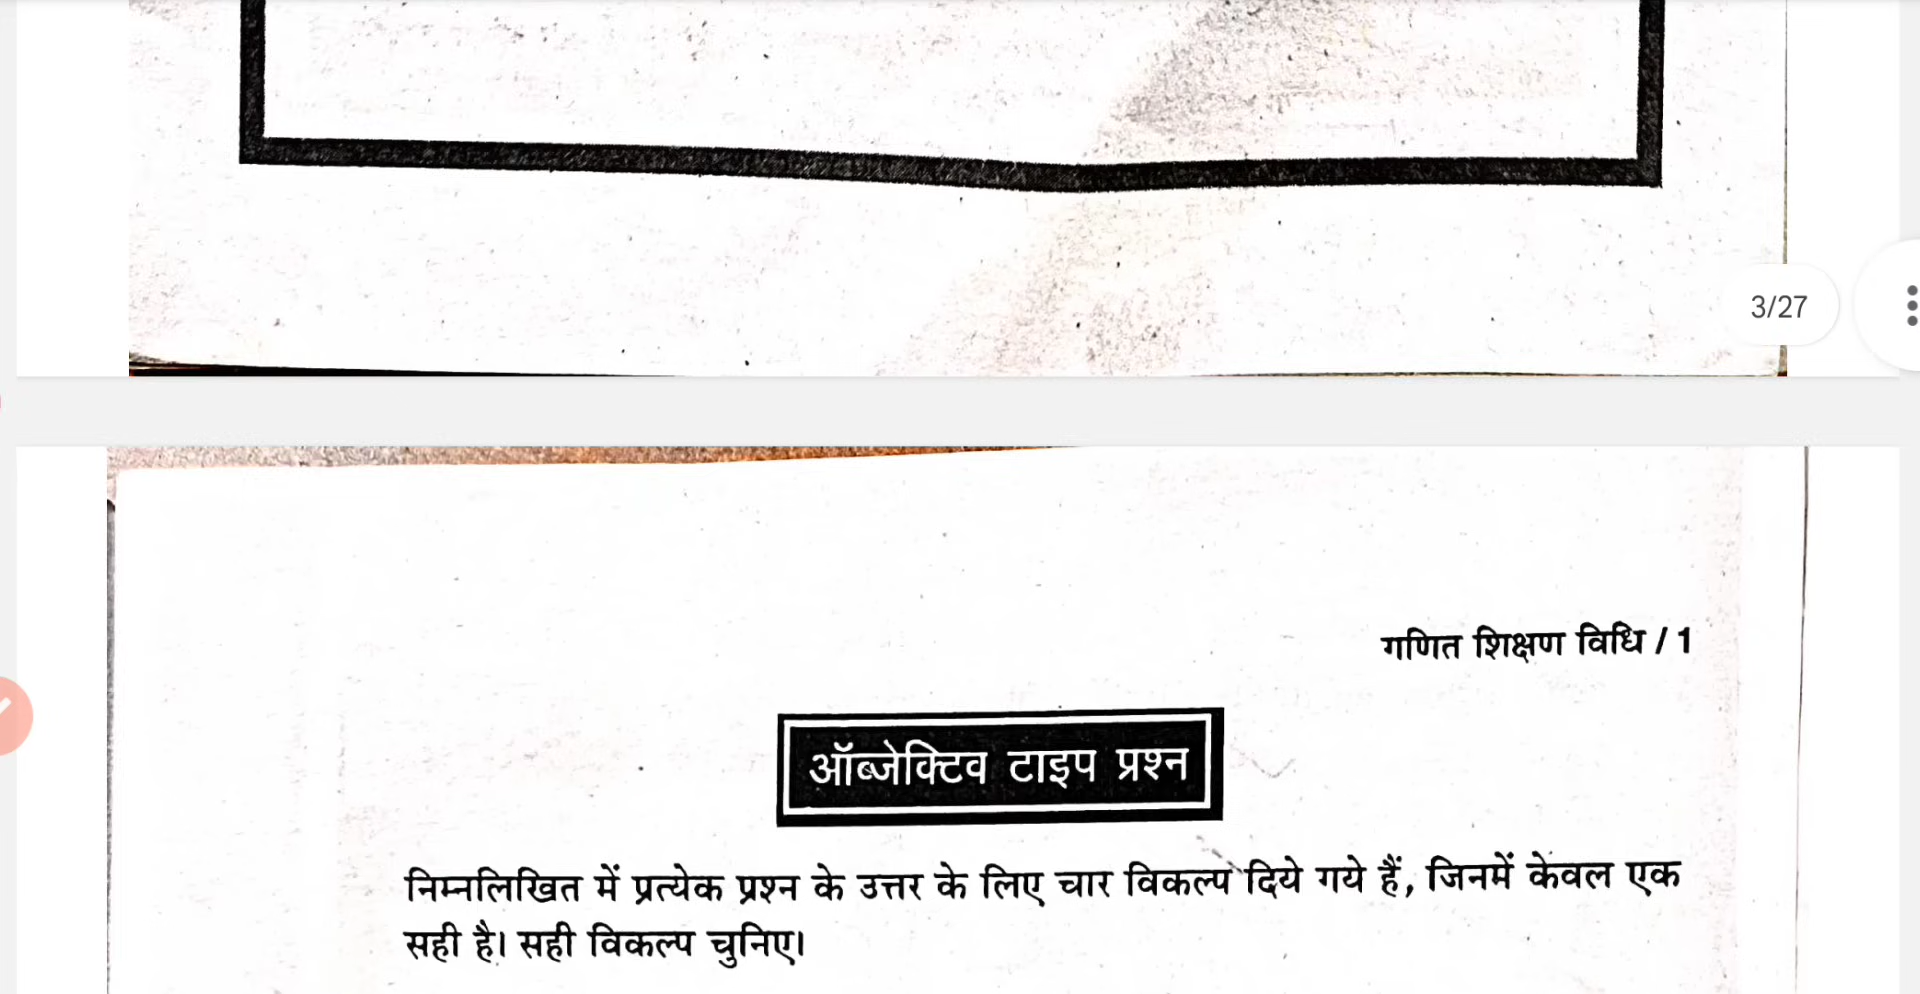 3/27
गणित शिक्षण विधि / 1
ऑब्जेक्टिव टाइप प्रश्न
निम्नलिखित में प्रत्येक प्रश्न के उत्तर के लिए चार विकल्प दिये गये हैं, जिनमें केवल एक
सही है। सही विकल्प चुनिए।